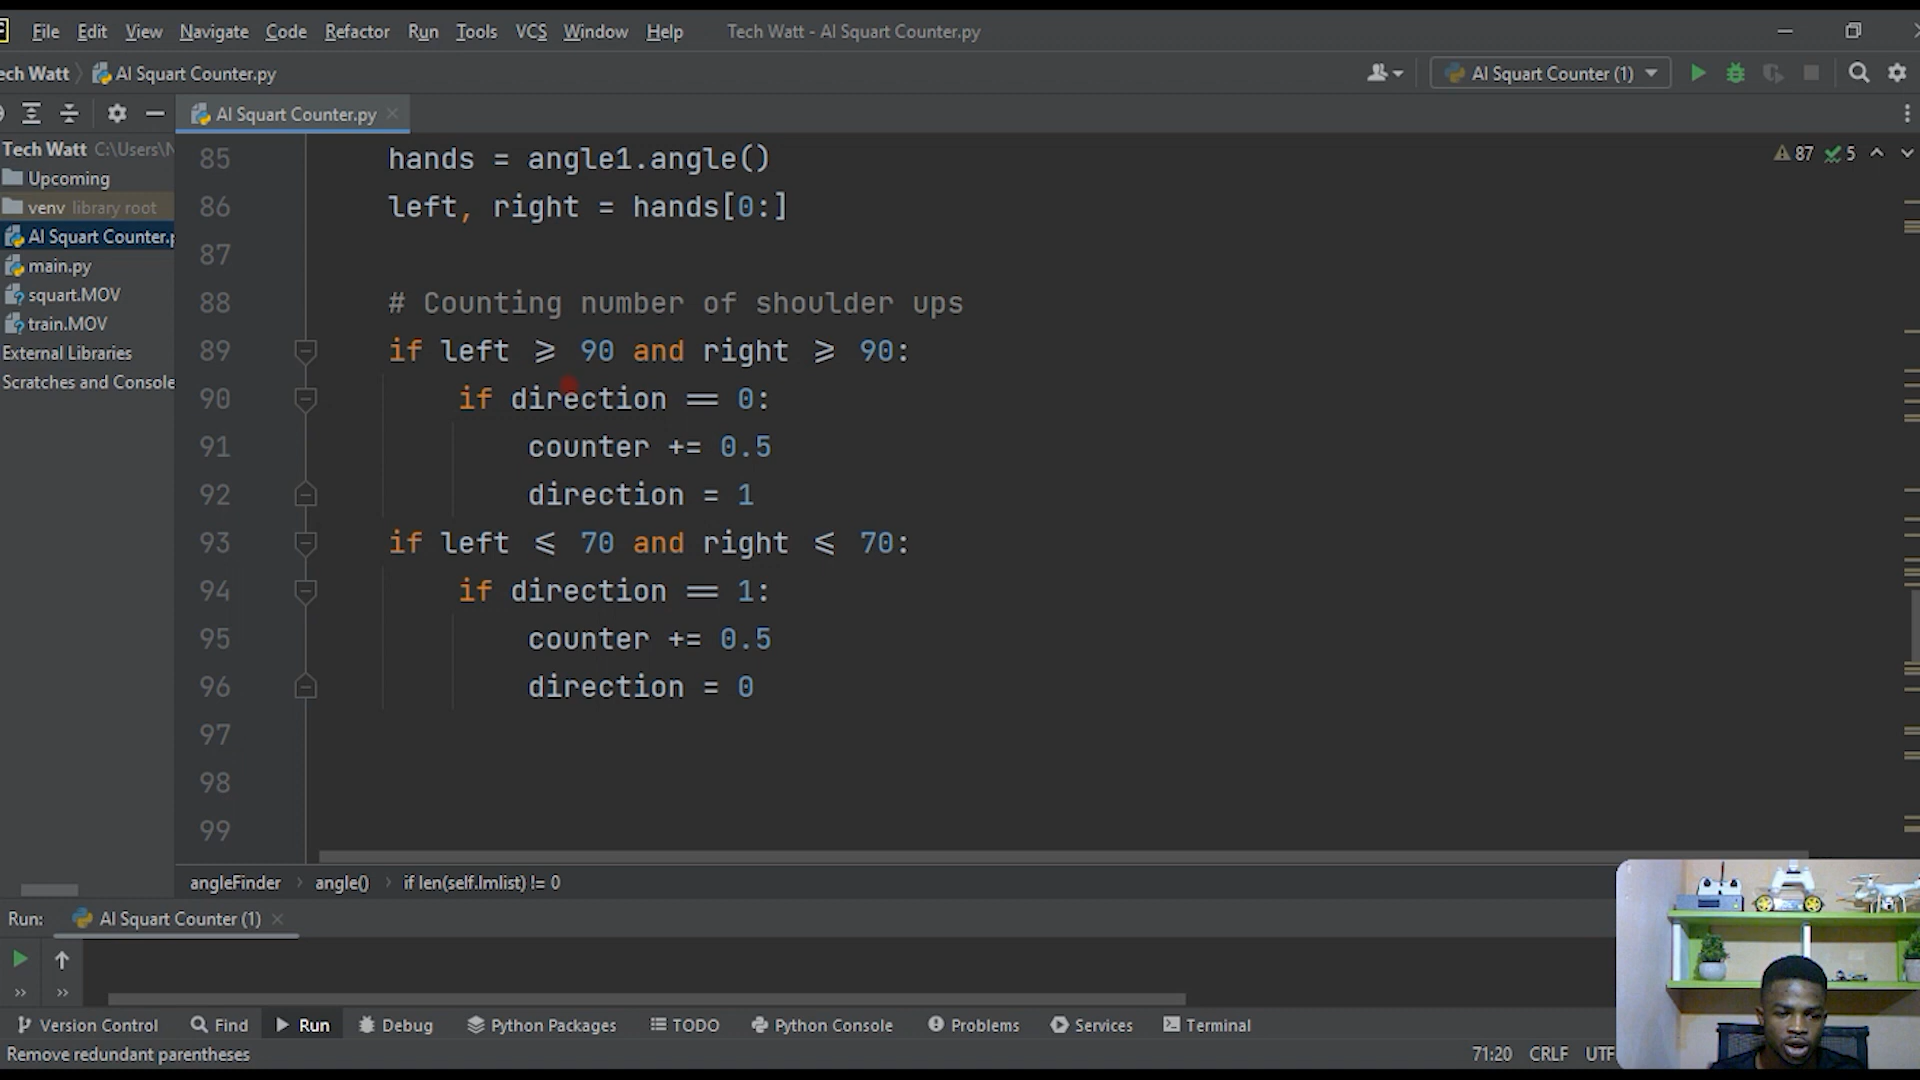 File Edit View Navigate Code Refactor Run Tools VCS Window Help Tech Watt - AI Squart Counter.py
ech Watt AI Squart Counter.py AI Squart Counter (1)
AI Squart Counter.py
Tech Watt C:\Users\N
Upcoming
venv library root
AI Squart Counter.p
main.py
squart.MOV
train.MOV
External Libraries
Scratches and Console
87 5
85 hands = angle1.angle()
86 left, right = hands[0:]
87
88 # Counting number of shoulder ups
89 if left ⩾ 90 and right ⩾ 90:
90 if direction == 0:
91 counter += 0.5
92 direction = 1
93 if left ⩽ 70 and right ⩽ 70:
94 if direction == 1:
95 counter += 0.5
96 direction = 0
97
98
99
angleFinder › angle() › if len(self.lmlist) != 0
Run: AI Squart Counter (1)
Version Control Find Run Debug Python Packages TODO Python Console Problems Services Terminal
Remove redundant parentheses 71:20 CRLF UTF